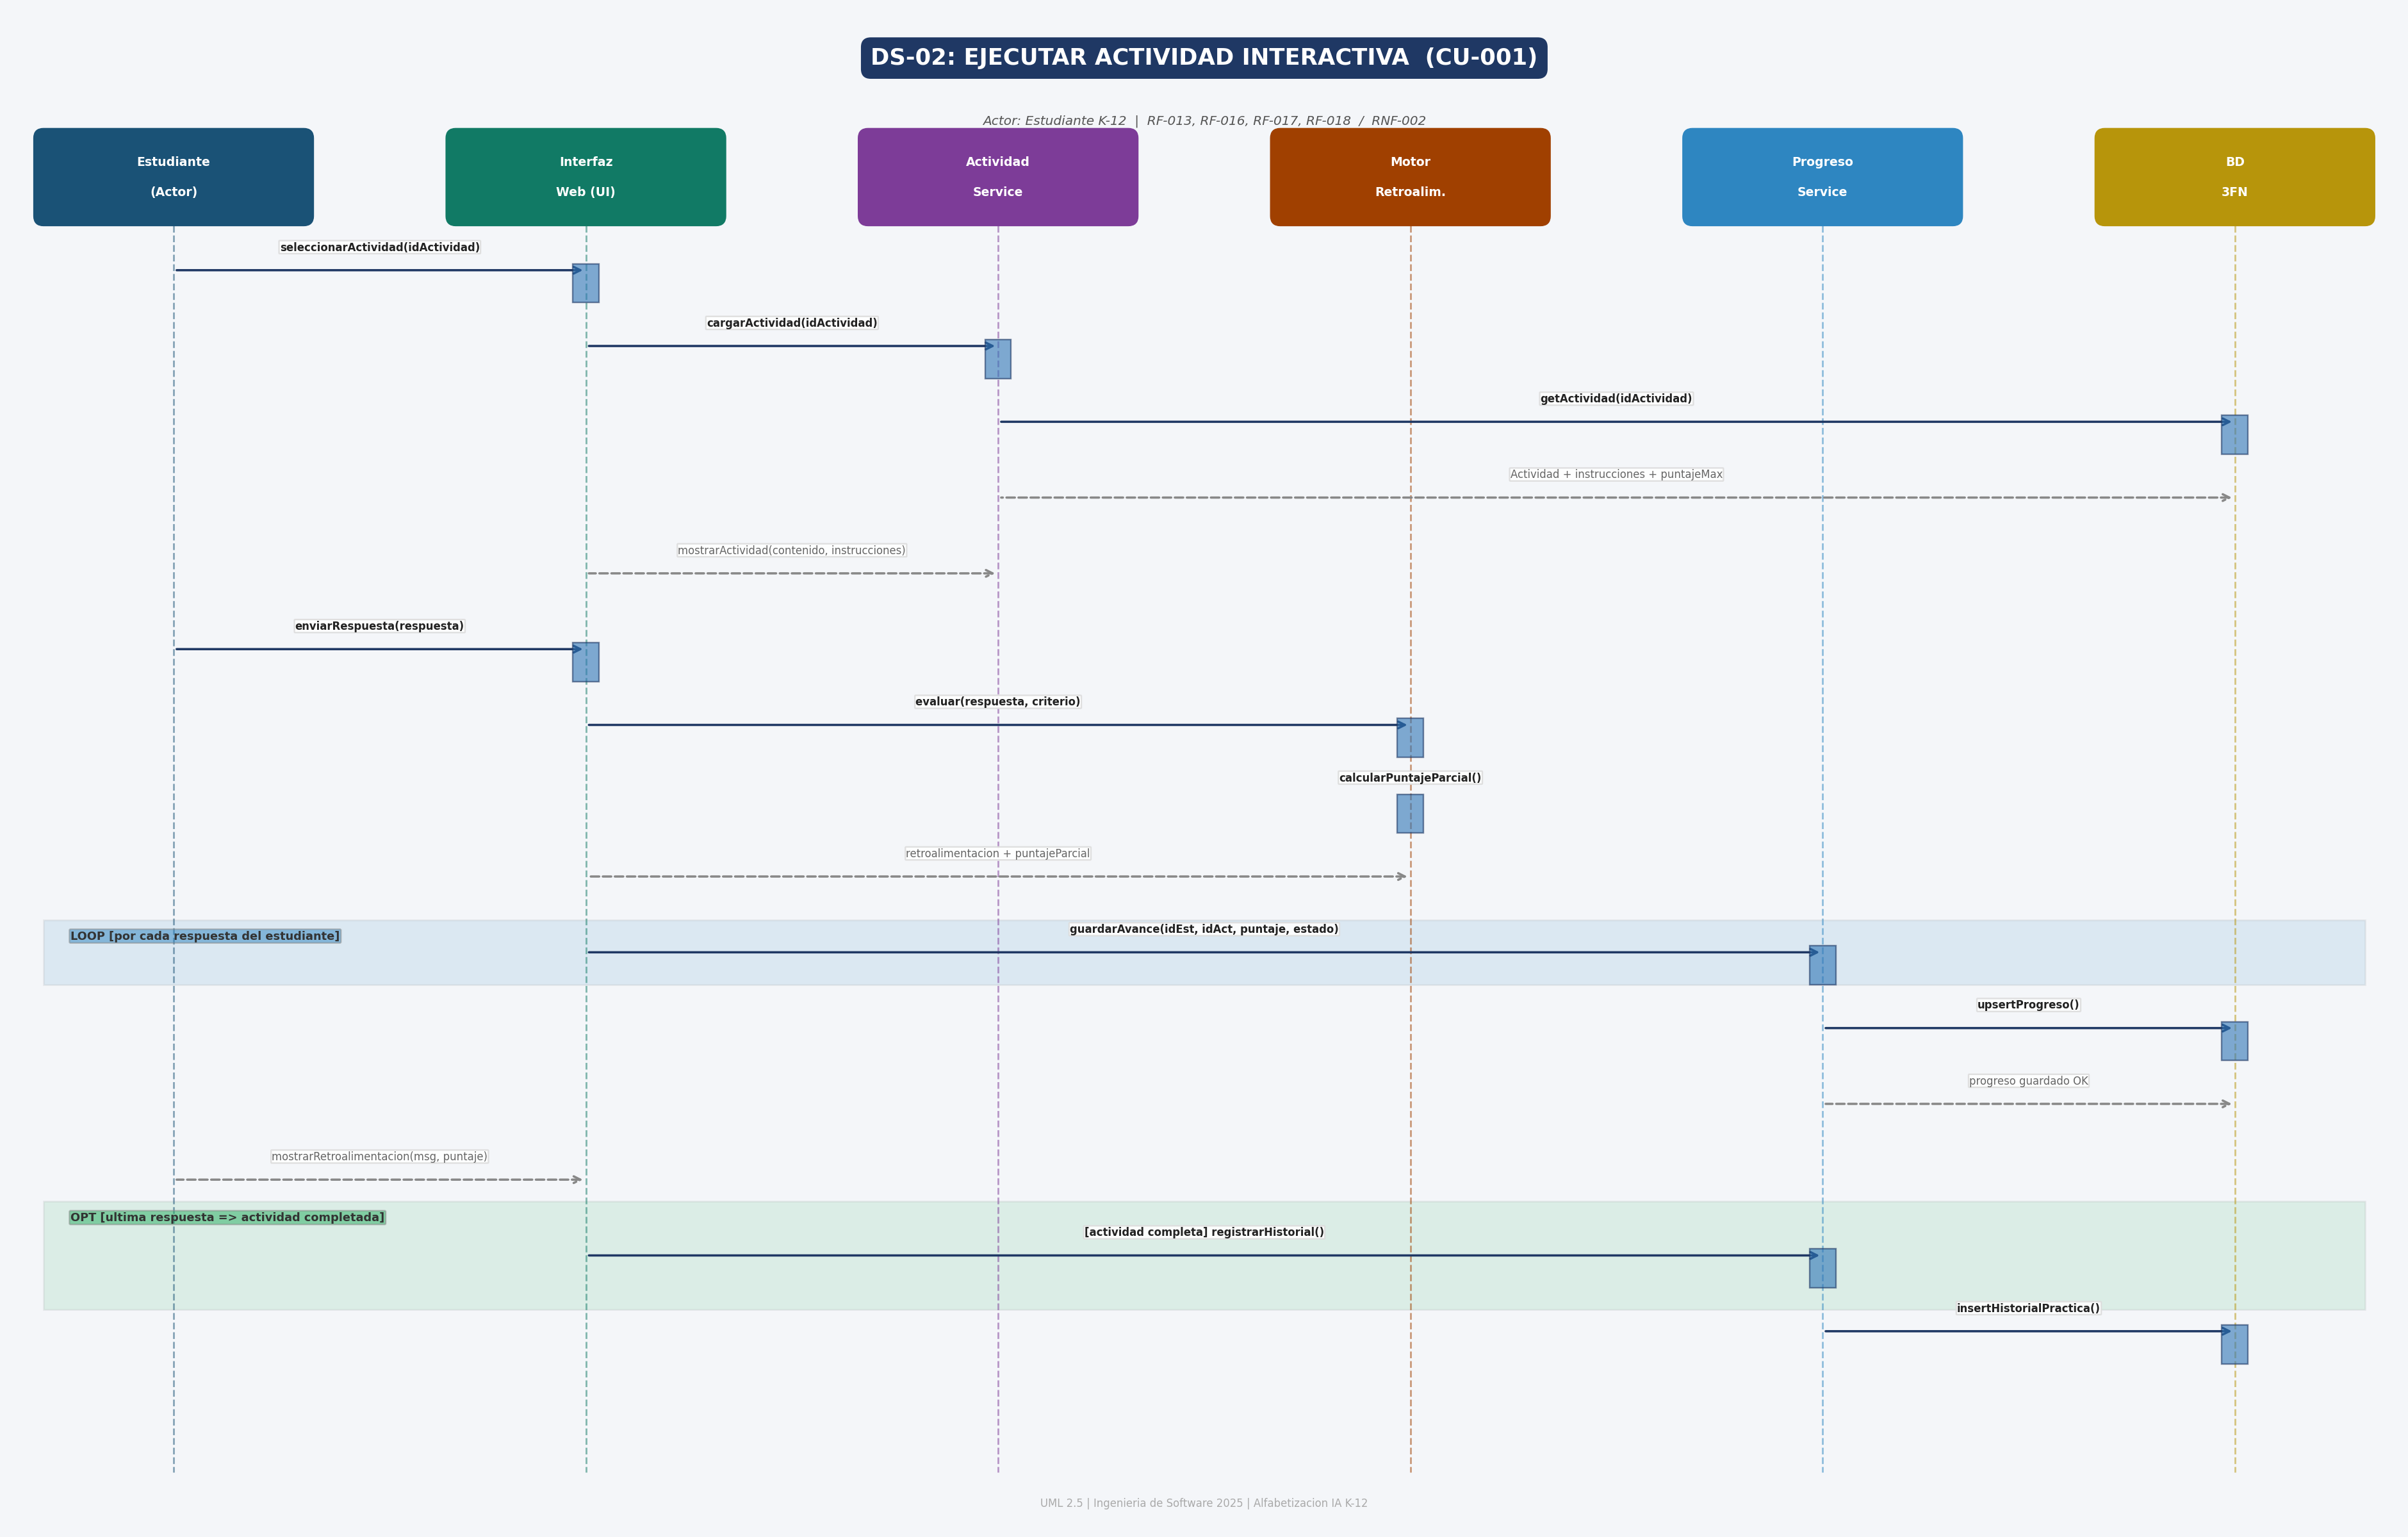 DS-02: EJECUTAR ACTIVIDAD INTERACTIVA  (CU-001)
Actor: Estudiante K-12  |  RF-013, RF-016, RF-017, RF-018  /  RNF-002
Estudiante
(Actor)
Interfaz
Web (UI)
Actividad
Service
Motor
Retroalim.
Progreso
Service
BD
3FN
seleccionarActividad(idActividad)
cargarActividad(idActividad)
getActividad(idActividad)
Actividad + instrucciones + puntajeMax
mostrarActividad(contenido, instrucciones)
enviarRespuesta(respuesta)
evaluar(respuesta, criterio)
calcularPuntajeParcial()
retroalimentacion + puntajeParcial
LOOP [por cada respuesta del estudiante]
guardarAvance(idEst, idAct, puntaje, estado)
upsertProgreso()
progreso guardado OK
mostrarRetroalimentacion(msg, puntaje)
OPT [ultima respuesta => actividad completada]
[actividad completa] registrarHistorial()
insertHistorialPractica()
UML 2.5 | Ingenieria de Software 2025 | Alfabetizacion IA K-12